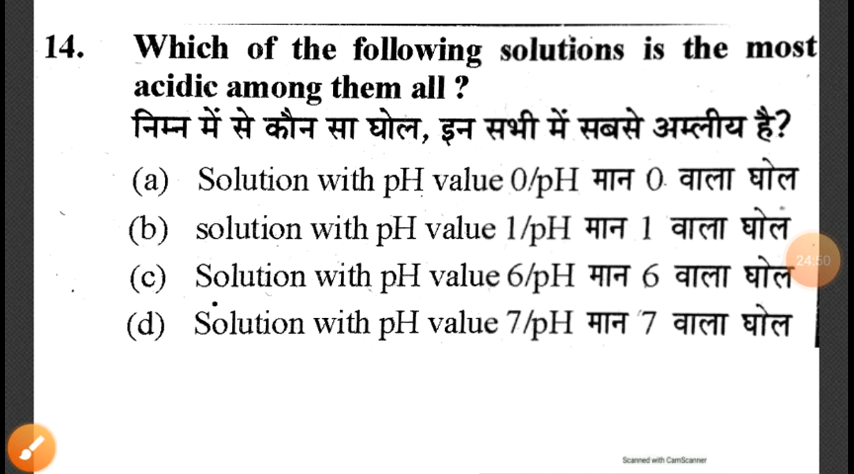 14. Which of the following solutions is the most
acidic among them all ?
निम्न में से कौन सा घोल, इन सभी में सबसे अम्लीय है?
(a) Solution with pH value 0/pH मान 0 वाला घोल
(b) solution with pH value 1/pH मान 1 वाला घोल
(c) Solution with pH value 6/pH मान 6 वाला घोल
24:50
(d) Solution with pH value 7/pH मान 7 वाला घोल
Scanned with CamScanner